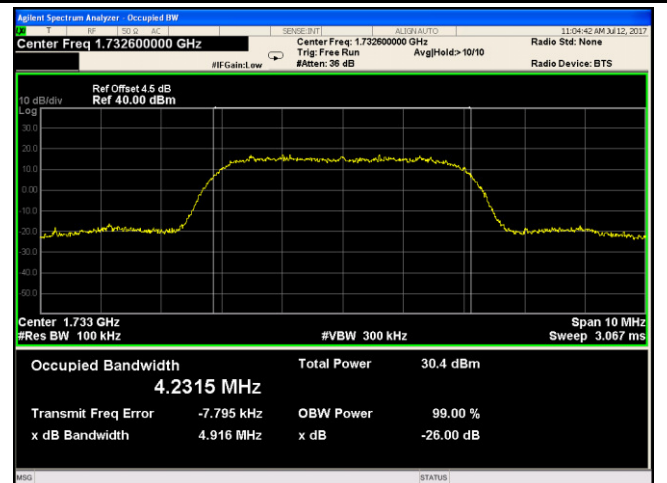 Agilent Spectrum Analyzer - Occupied BW
T RF 50 Ω AC SENSE:INT ALIGN AUTO 11:04:42 AM Jul 12, 2017
Center Freq 1.732600000 GHz Center Freq: 1.732600000 GHz Radio Std: None
Trig: Free Run Avg|Hold:> 10/10
#IFGain:Low #Atten: 36 dB Radio Device: BTS
Ref Offset 4.5 dB
10 dB/div Ref 40.00 dBm
Log
30.0
20.0
10.0
0.00
-10.0
-20.0
-30.0
-40.0
-50.0
Center 1.733 GHz Span 10 MHz
#Res BW 100 kHz #VBW 300 kHz Sweep 3.067 ms
Occupied Bandwidth Total Power 30.4 dBm
4.2315 MHz
Transmit Freq Error -7.795 kHz OBW Power 99.00 %
x dB Bandwidth 4.916 MHz x dB -26.00 dB
MSG STATUS